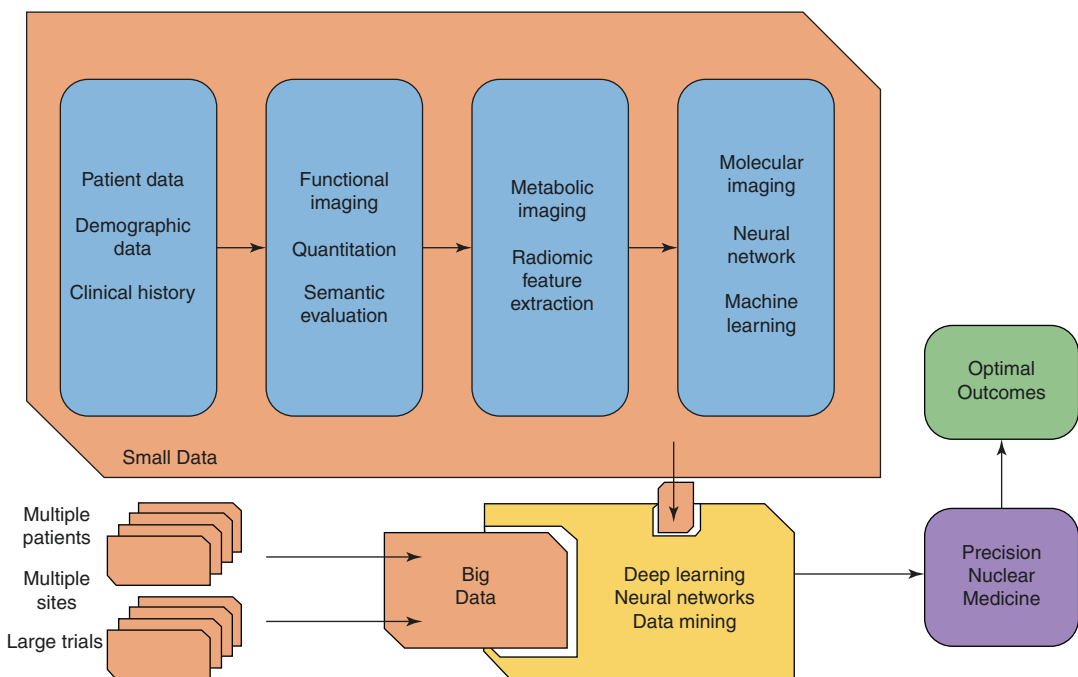 Patient data
Demographic
data
Clinical history
Functional
imaging
Quantitation
Semantic
evaluation
Metabolic
imaging
Radiomic
feature
extraction
Molecular
imaging
Neural
network
Machine
learning
Small Data
Multiple
patients
Multiple
sites
Large trials
Big
Data
Deep learning
Neural networks
Data mining
Precision
Nuclear
Medicine
Optimal
Outcomes